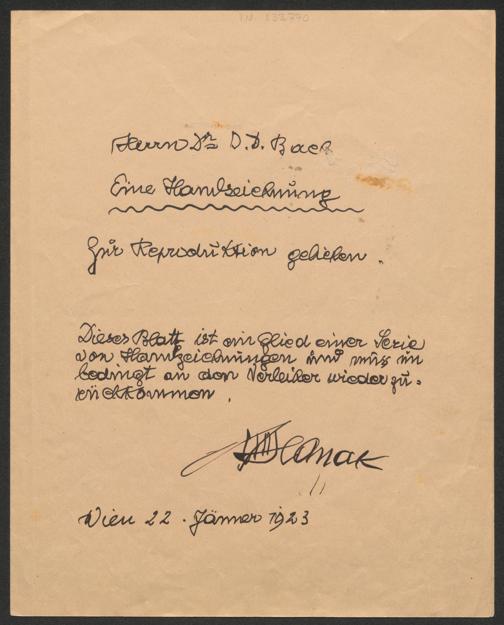 I.N. 133770
Herrn Dr. D. D. Bach
Eine Handzeichnung
Zur Reproduktion geliehen.
Dieses Blatt ist ein Glied einer Serie
von Handzeichnungen und muss un
bedingt an den Verleiher wieder zu-
rückkommen.
Wien 22. Jänner 1923